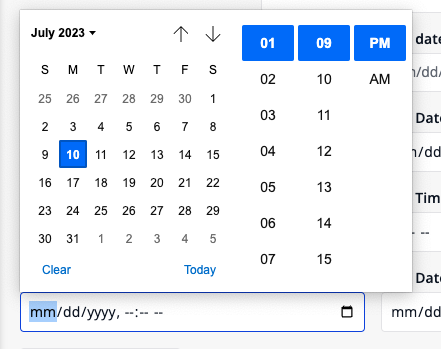 July 2023
S M T W T F S
25 26 27 28 29 30 1
2 3 4 5 6 7 8
9 10 11 12 13 14 15
16 17 18 19 20 21 22
23 24 25 26 27 28 29
30 31 1 2 3 4 5
Clear Today
01 09 PM
02 10 AM
03 11
04 12
05 13
06 14
07 15
date
/dd/
Date
m/dd/
Tim
-- --
Date
mm/dd/yyyy, --:-- --
mm/dd